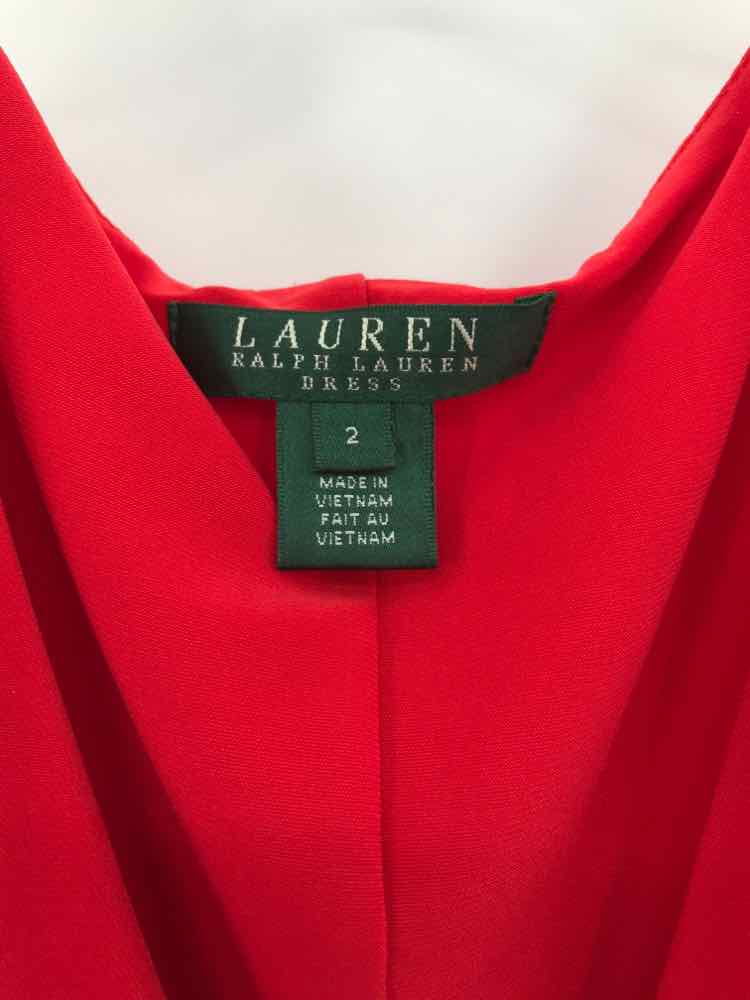 LAUREN
RALPH LAUREN
DRESS
2
MADE IN
VIETNAM
FAIT AU
VIETNAM